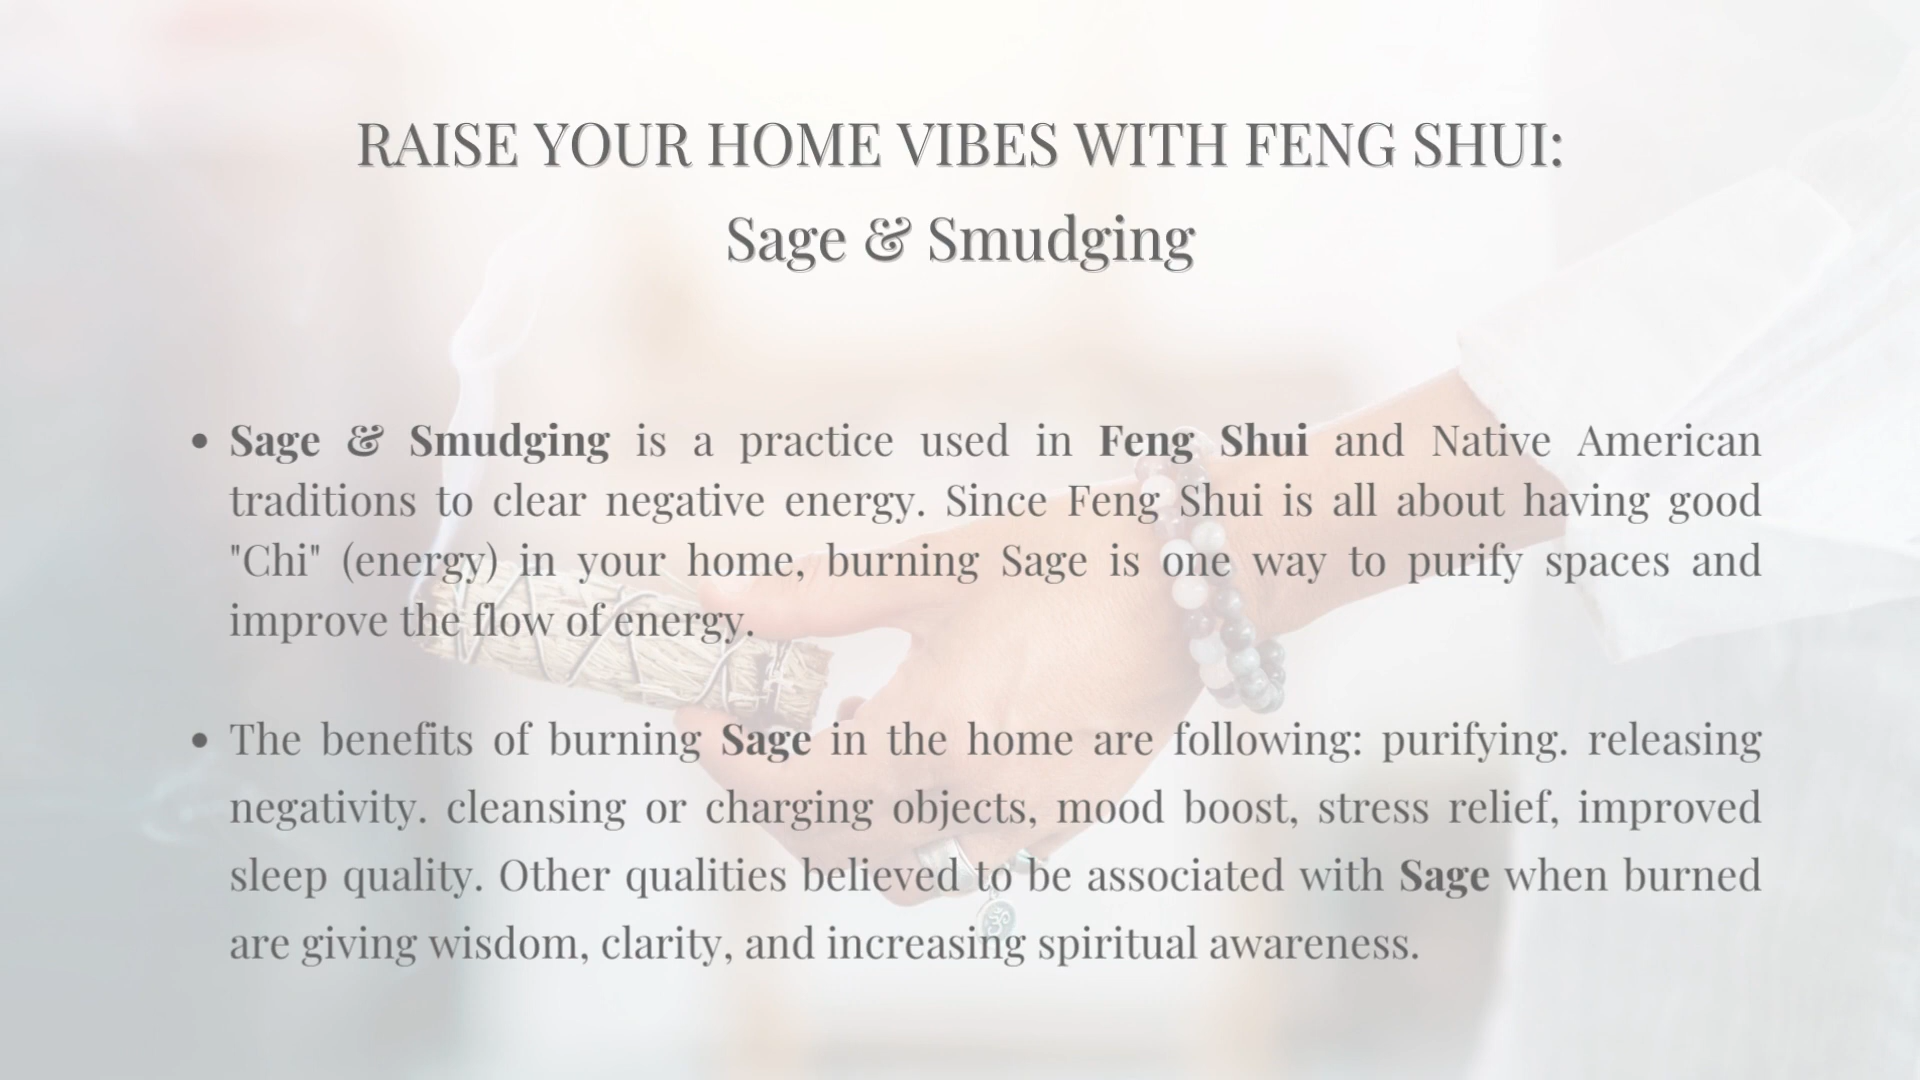 RAISE YOUR HOME VIBES WITH FENG SHUI:
Sage & Smudging
• Sage & Smudging is a practice used in Feng Shui and Native American
traditions to clear negative energy. Since Feng Shui is all about having good
"Chi" (energy) in your home, burning Sage is one way to purify spaces and
improve the flow of energy.
• The benefits of burning Sage in the home are following: purifying. releasing
negativity. cleansing or charging objects, mood boost, stress relief, improved
sleep quality. Other qualities believed to be associated with Sage when burned
are giving wisdom, clarity, and increasing spiritual awareness.